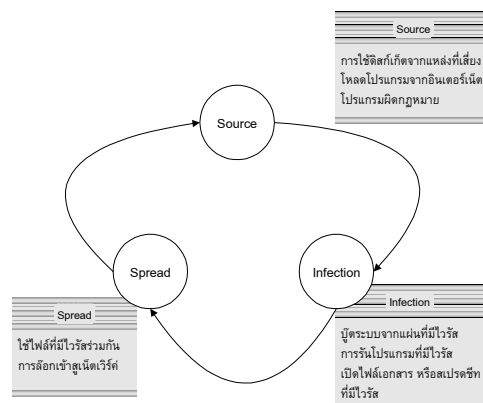 Source
การใช้ดิสก์เก็ตจากแหล่งที่เสี่ยง
โหลดโปรแกรมจากอินเตอร์เน็ต
โปรแกรมผิดกฎหมาย
Source
Spread
Infection
Spread
ใช้ไฟล์ที่มีไวรัสร่วมกัน
การล๊อกเข้าสู่เน็ตเวิร์ค่
Infection
บู๊ตระบบจากแผ่นที่มีไวรัส
การรันโปรแกรมที่มีไวรัส
เปิดไฟล์เอกสาร หรือสเปรดชีท
ที่มีไวรัส